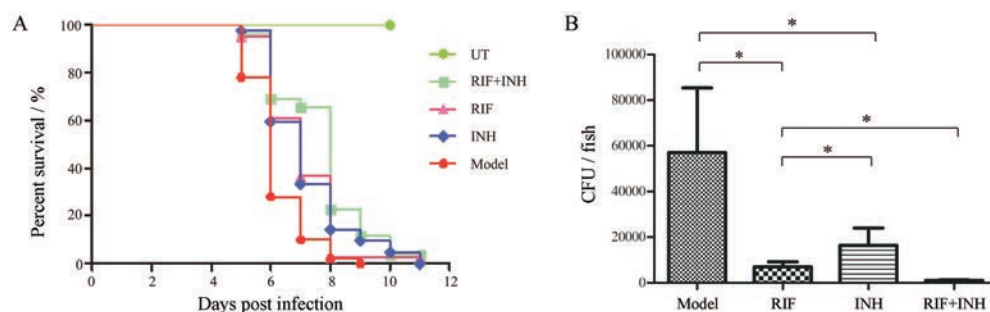 A
Percent survival / %
100
80
60
40
20
0
0 2 4 6 8 10 12
Days post infection
UT
RIF+INH
RIF
INH
Model
B
CFU / fish
100000
80000
60000
40000
20000
0
*
*
*
*
Model RIF INH RIF+INH